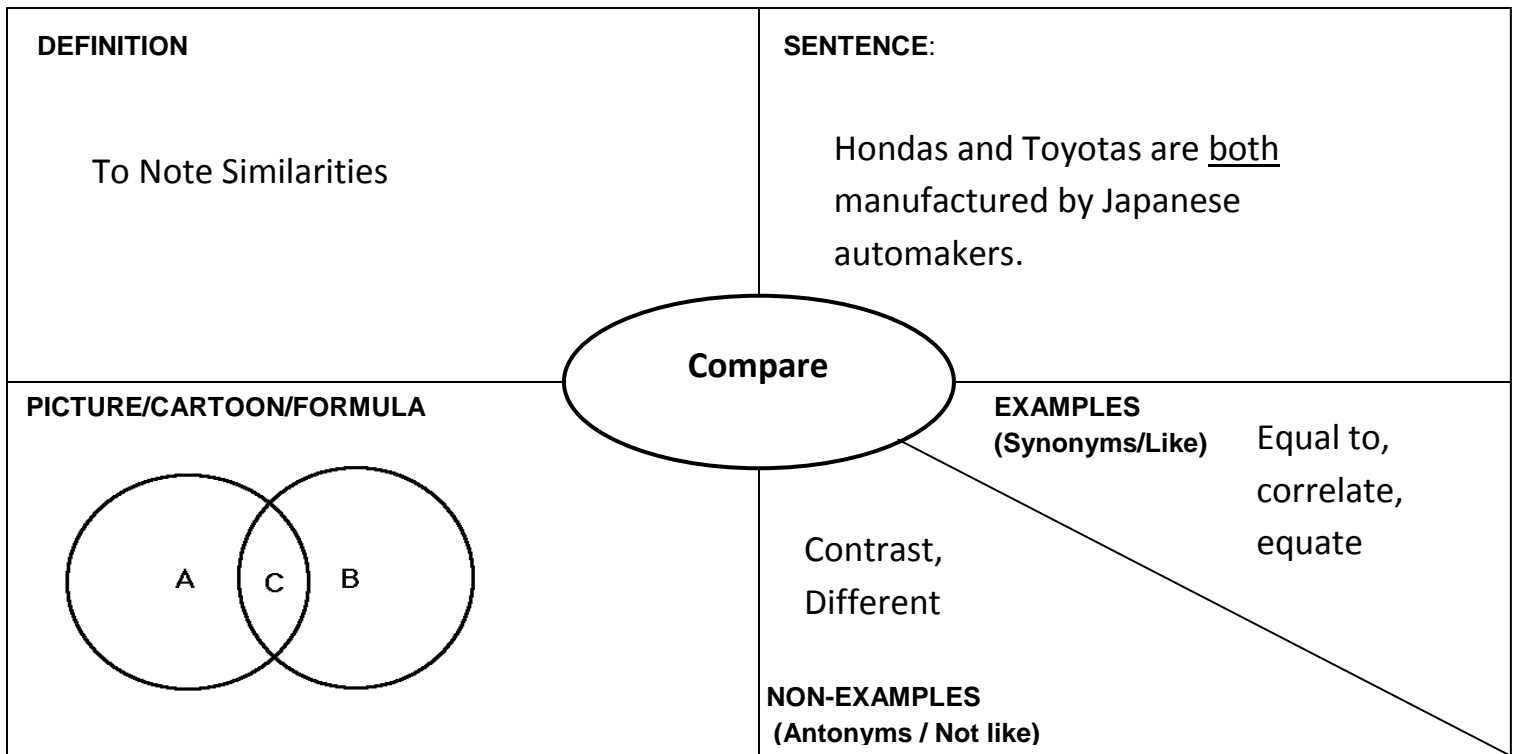 DEFINITION
To Note Similarities
SENTENCE:
Hondas and Toyotas are both
manufactured by Japanese
automakers.
Compare
PICTURE/CARTOON/FORMULA
A
C
B
EXAMPLES
(Synonyms/Like)
Equal to,
correlate,
equate
Contrast,
Different
NON-EXAMPLES
(Antonyms / Not like)